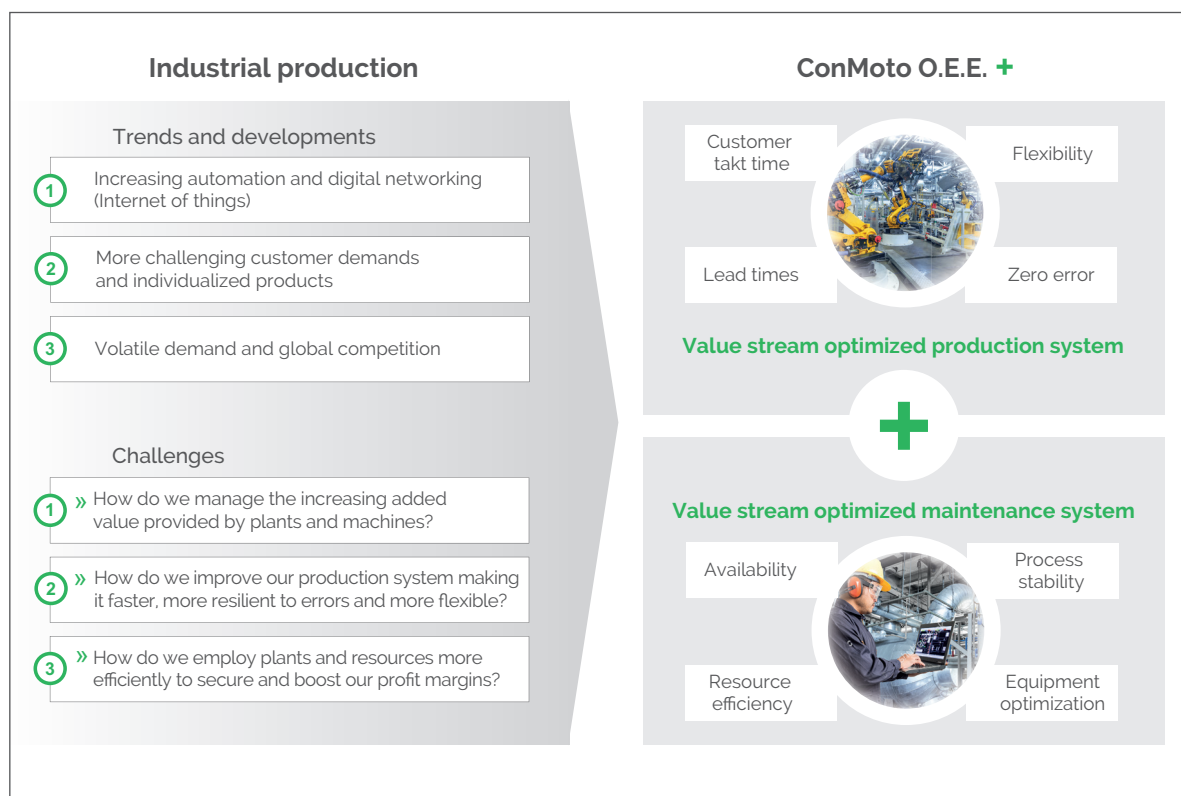 Industrial production
Trends and developments
1
Increasing automation and digital networking
(Internet of things)
2
More challenging customer demands
and individualized products
3
Volatile demand and global competition
Challenges
1
» How do we manage the increasing added
value provided by plants and machines?
2
» How do we improve our production system making
it faster, more resilient to errors and more flexible?
3
» How do we employ plants and resources more
efficiently to secure and boost our profit margins?
ConMoto O.E.E. +
Customer
takt time
Flexibility
Lead times
Zero error
Value stream optimized production system
+
Value stream optimized maintenance system
Availability
Process
stability
Resource
efficiency
Equipment
optimization